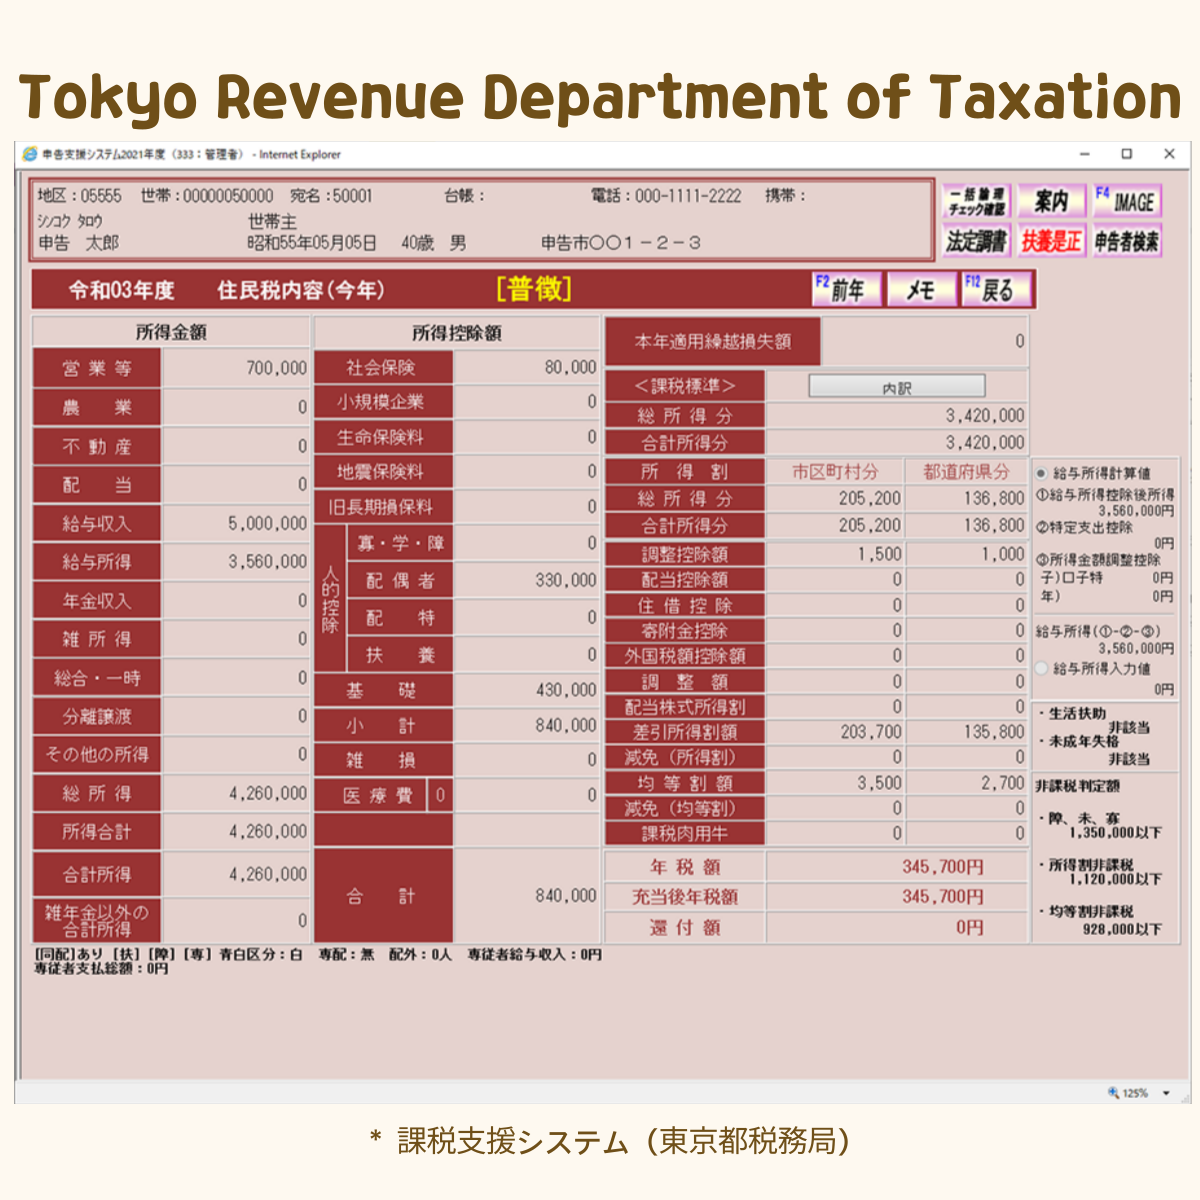 Tokyo Revenue Department of Taxation
申告支援システム2021年度（333：管理者） - Internet Explorer
地区：05555 世帯：00000050000 宛名：50001 台帳： 電話：000-1111-2222 携帯：
シンコク タロウ 世帯主
申告 太郎 昭和55年05月05日 40歳 男 申告市○○１－２－３
一括論理チェック確認 案内 F4 IMAGE
法定調書 扶養是正 申告者検索
令和03年度 住民税内容(今年) [普徴] F2 前年 メモ F12 戻る
所得金額
営業等 700,000
農業 0
不動産 0
配当 0
給与収入 5,000,000
給与所得 3,560,000
年金収入 0
雑所得 0
総合・一時 0
分離譲渡 0
その他の所得 0
総所得 4,260,000
所得合計 4,260,000
合計所得 4,260,000
雑年金以外の合計所得 0
所得控除額
社会保険 80,000
小規模企業 0
生命保険料 0
地震保険料 0
旧長期損保料 0
人的控除
寡・学・障 0
配偶者 330,000
配特 0
扶養 0
基礎 430,000
小計 840,000
雑損 0
医療費 0 0
合計 840,000
本年適用繰越損失額 0
＜課税標準＞ 内訳
総所得分 3,420,000
合計所得分 3,420,000
所得割 市区町村分 都道府県分
総所得分 205,200 136,800
合計所得分 205,200 136,800
調整控除額 1,500 1,000
配当控除額 0 0
住借控除 0 0
寄附金控除 0 0
外国税額控除額 0 0
調整額 0 0
配当株式所得割 0 0
差引所得割額 203,700 135,800
減免（所得割） 0 0
均等割額 3,500 2,700
減免（均等割） 0 0
課税肉用牛 0 0
年税額 345,700円
充当後年税額 345,700円
還付額 0円
給与所得計算値
①給与所得控除後所得
3,560,000円
②特定支出控除
0円
③所得金額調整控除
子)口子特 0円
年) 0円
給与所得(①-②-③)
3,560,000円
給与所得入力値
0円
・生活扶助
非該当
・未成年失格
非該当
非課税判定額
・障、未、寡
1,350,000以下
・所得割非課税
1,120,000以下
・均等割非課税
928,000以下
[同配]あり [扶] [障] [専] 青白区分：白 専配：無 配外：0人 専従者給与収入：0円
専従者支払総額：0円
125%
* 課税支援システム (東京都税務局)